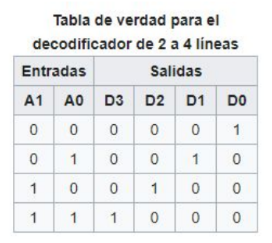 Tabla de verdad para el
decodificador de 2 a 4 líneas
Entradas Salidas
A1 A0 D3 D2 D1 D0
0 0 0 0 0 1
0 1 0 0 1 0
1 0 0 1 0 0
1 1 1 0 0 0